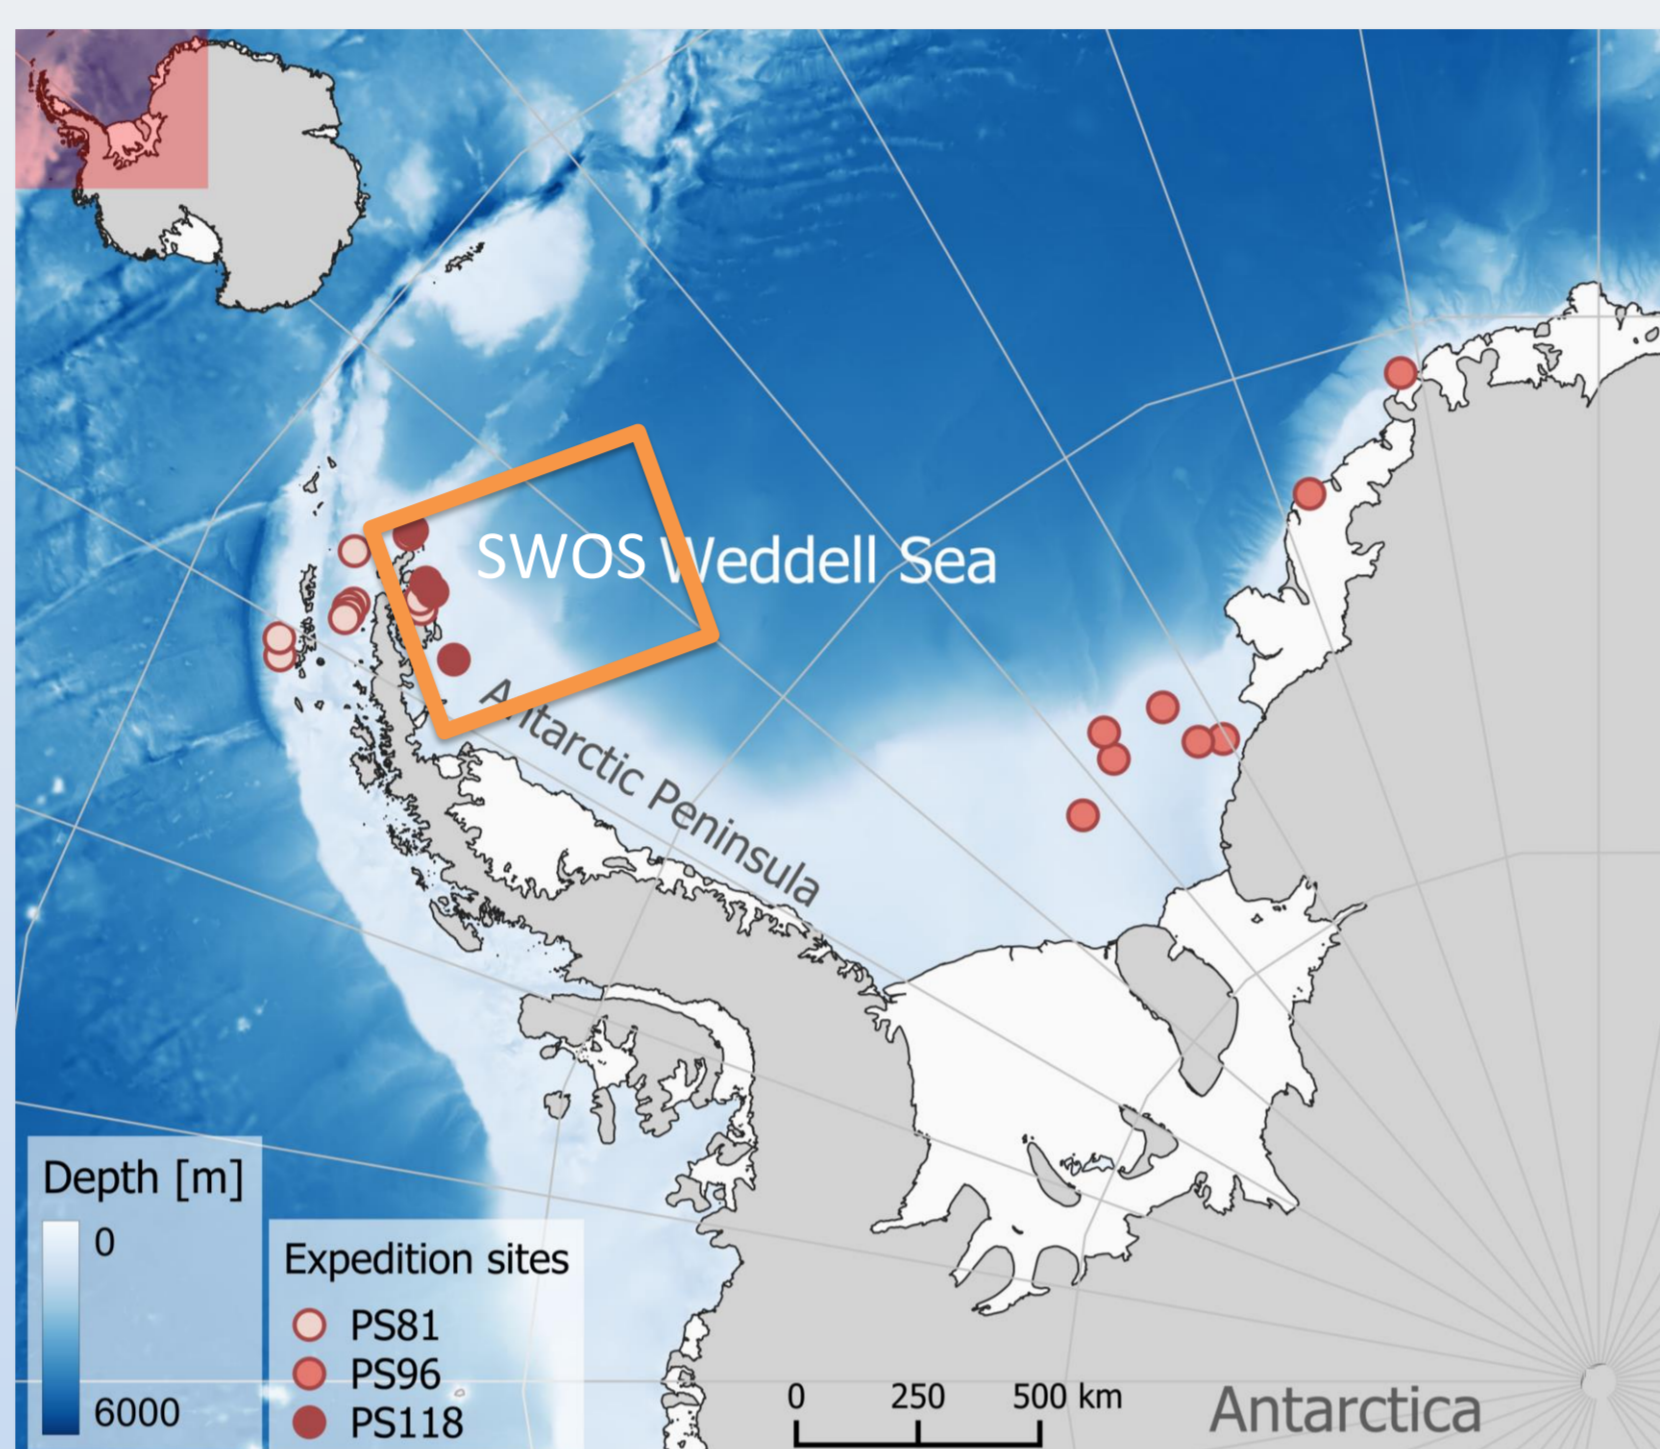 SWOS Weddell Sea
Antarctic Peninsula
Depth [m]
0
6000
Expedition sites
PS81
PS96
PS118
0 250 500 km
Antarctica